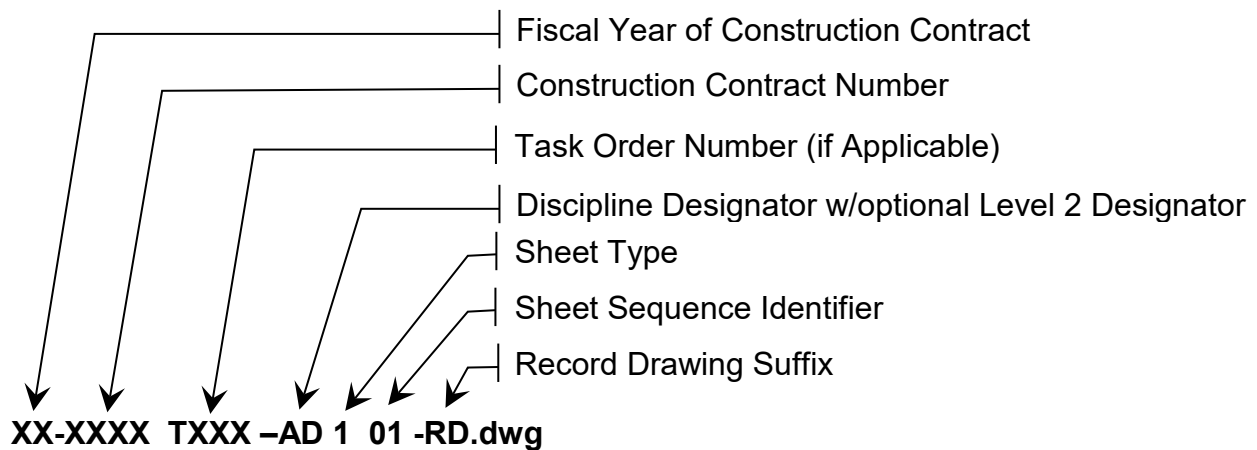 Fiscal Year of Construction Contract
Construction Contract Number
Task Order Number (if Applicable)
Discipline Designator w/optional Level 2 Designator
Sheet Type
Sheet Sequence Identifier
Record Drawing Suffix
XX-XXXX TXXX –AD 1 01 -RD.dwg